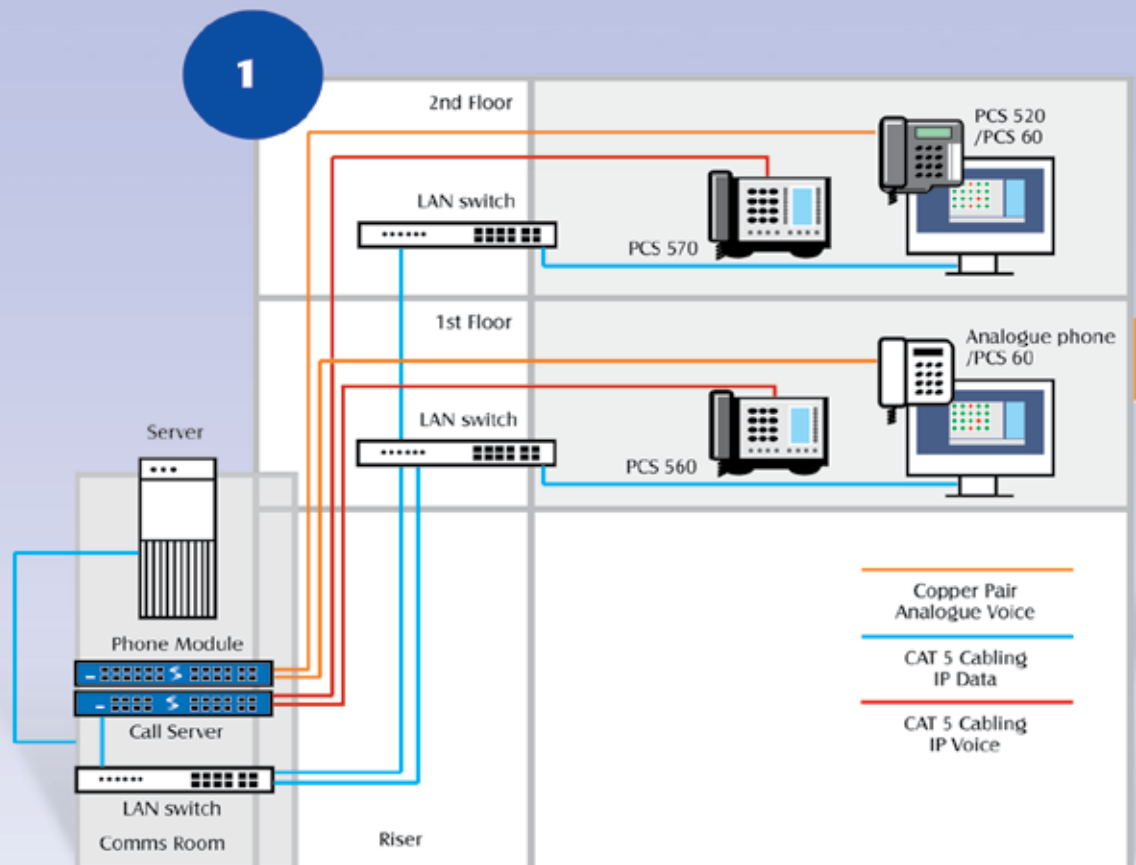 1
2nd Floor
PCS 520
/PCS 60
LAN switch
PCS 570
1st Floor
Analogue phone
/PCS 60
LAN switch
PCS 560
Server
Phone Module
Call Server
LAN switch
Comms Room
Riser
Copper Pair
Analogue Voice
CAT 5 Cabling
IP Data
CAT 5 Cabling
IP Voice